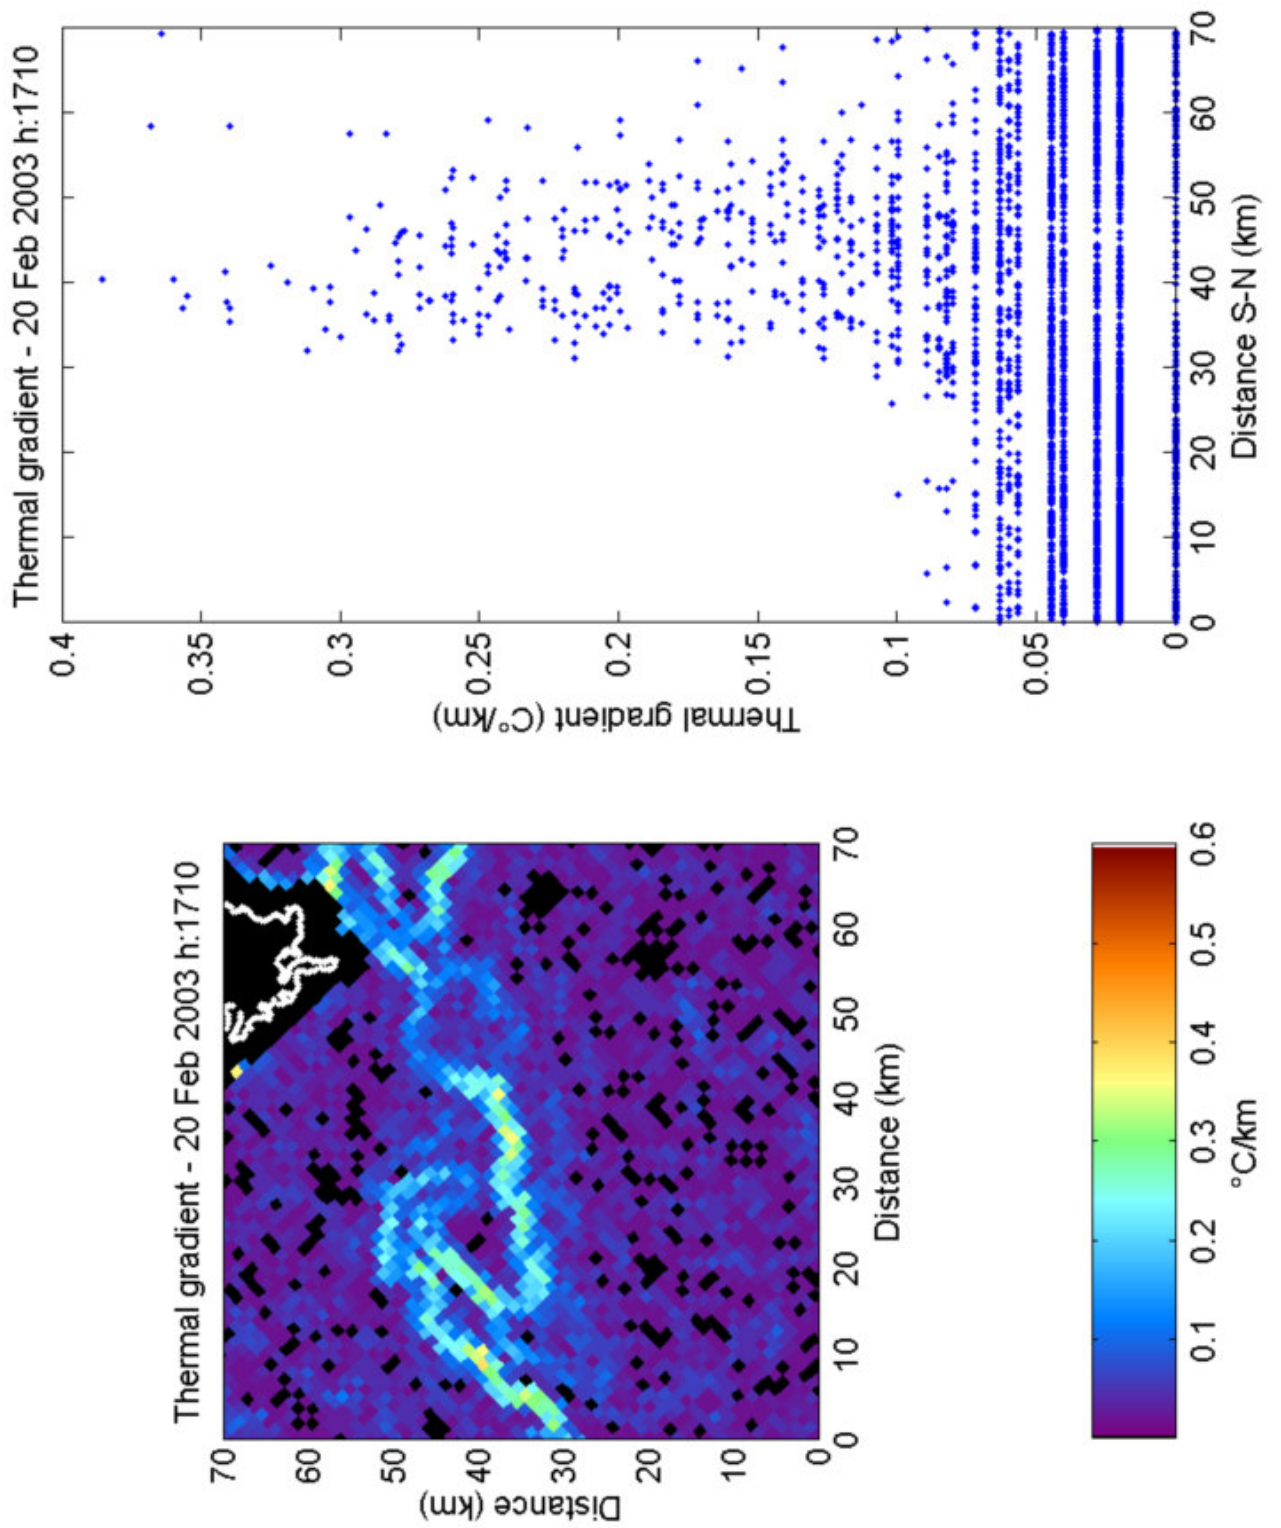 Thermal gradient - 20 Feb 2003 h:1710
70
60
50
40
30
20
10
0
Distance (km)
0 10 20 30 40 50 60 70
Distance (km)
0.1 0.2 0.3 0.4 0.5 0.6
°C/km
Thermal gradient - 20 Feb 2003 h:1710
0.4
0.35
0.3
0.25
0.2
0.15
0.1
0.05
0
Thermal gradient (C°/km)
0 10 20 30 40 50 60 70
Distance S-N (km)